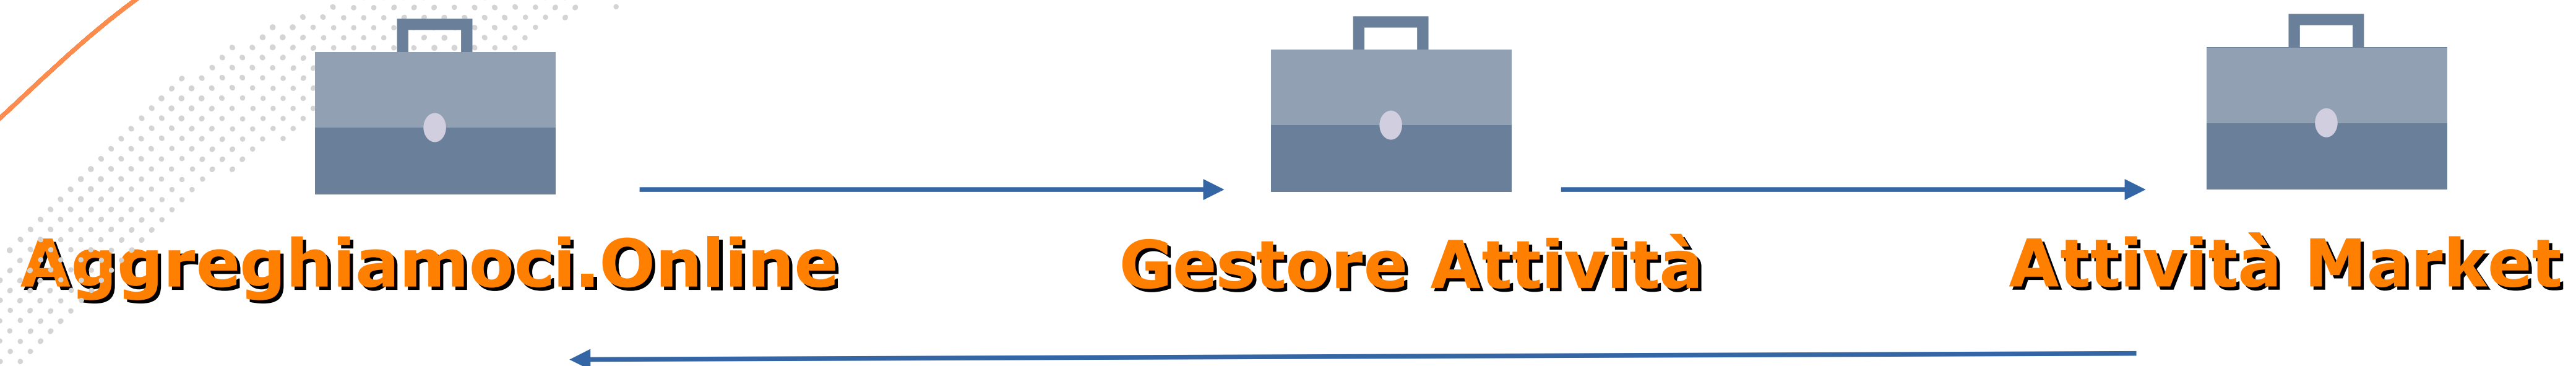 Aggreghiamoci.Online
Gestore Attività
Attività Market